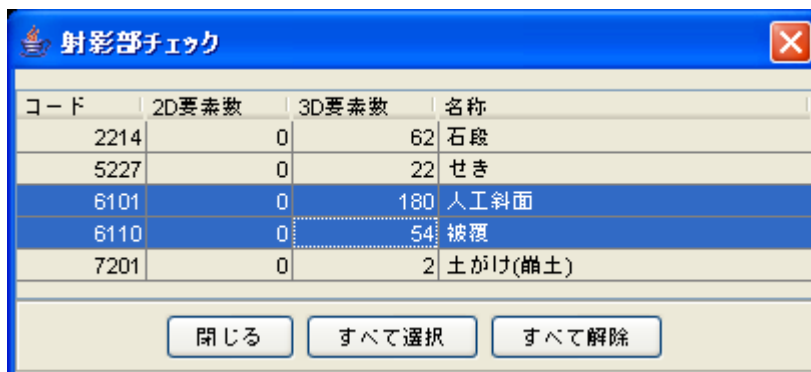 射影部チェック
コード 2D要素数 3D要素数 名称
2214 0 62 石段
5227 0 22 せき
6101 0 180 人工斜面
6110 0 54 被覆
7201 0 2 土がけ(崩土)
閉じる すべて選択 すべて解除